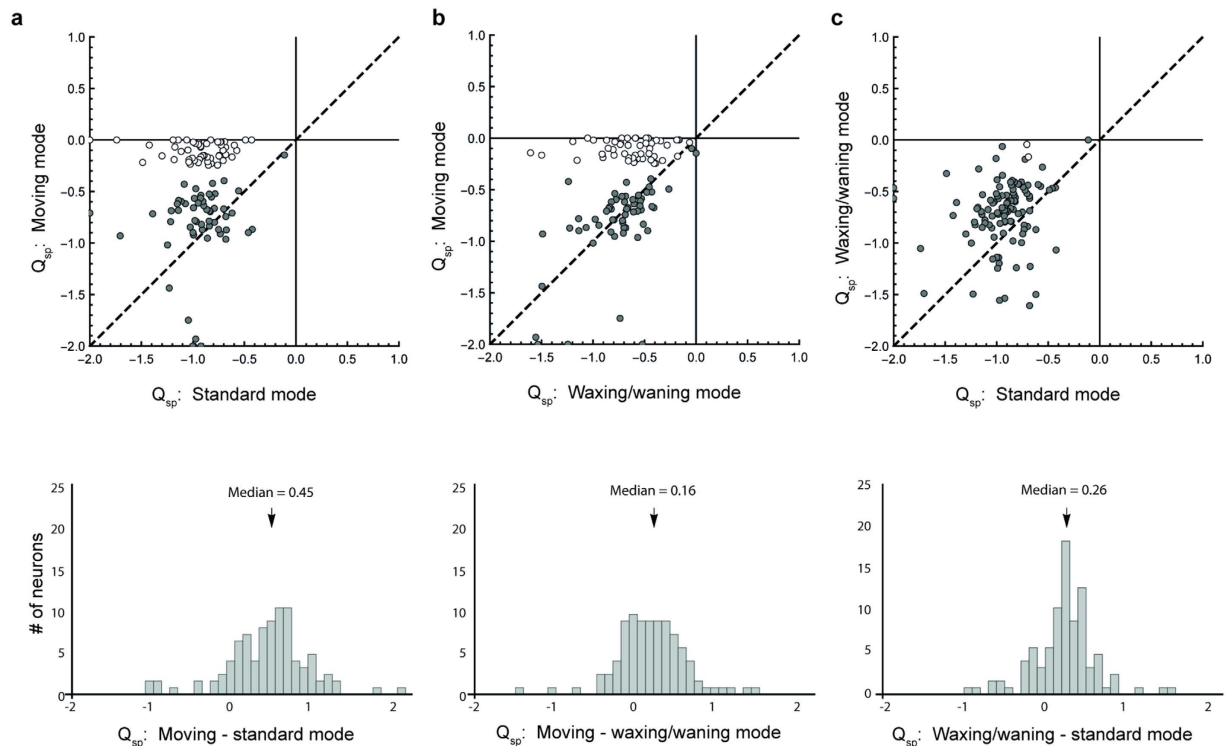 a
b
c
1.0
0.5
0.0
−0.5
−1.0
−1.5
−2.0
−2.0 −1.5 −1.0 −0.5 0.0 0.5 1.0
Qsp: Moving mode
Qsp: Standard mode
1.0
0.5
0.0
−0.5
−1.0
−1.5
−2.0
−2.0 −1.5 −1.0 −0.5 0.0 0.5 1.0
Qsp: Moving mode
Qsp: Waxing/waning mode
1.0
0.5
0.0
−0.5
−1.0
−1.5
−2.0
−2.0 −1.5 −1.0 −0.5 0.0 0.5 1.0
Qsp: Waxing/waning mode
Qsp: Standard mode
# of neurons
25
20
15
10
5
0
Median = 0.45
-2 -1 0 1 2
Qsp: Moving - standard mode
25
20
15
10
5
0
Median = 0.16
-2 -1 0 1 2
Qsp: Moving - waxing/waning mode
25
20
15
10
5
0
Median = 0.26
-2 -1 0 1 2
Qsp: Waxing/waning - standard mode